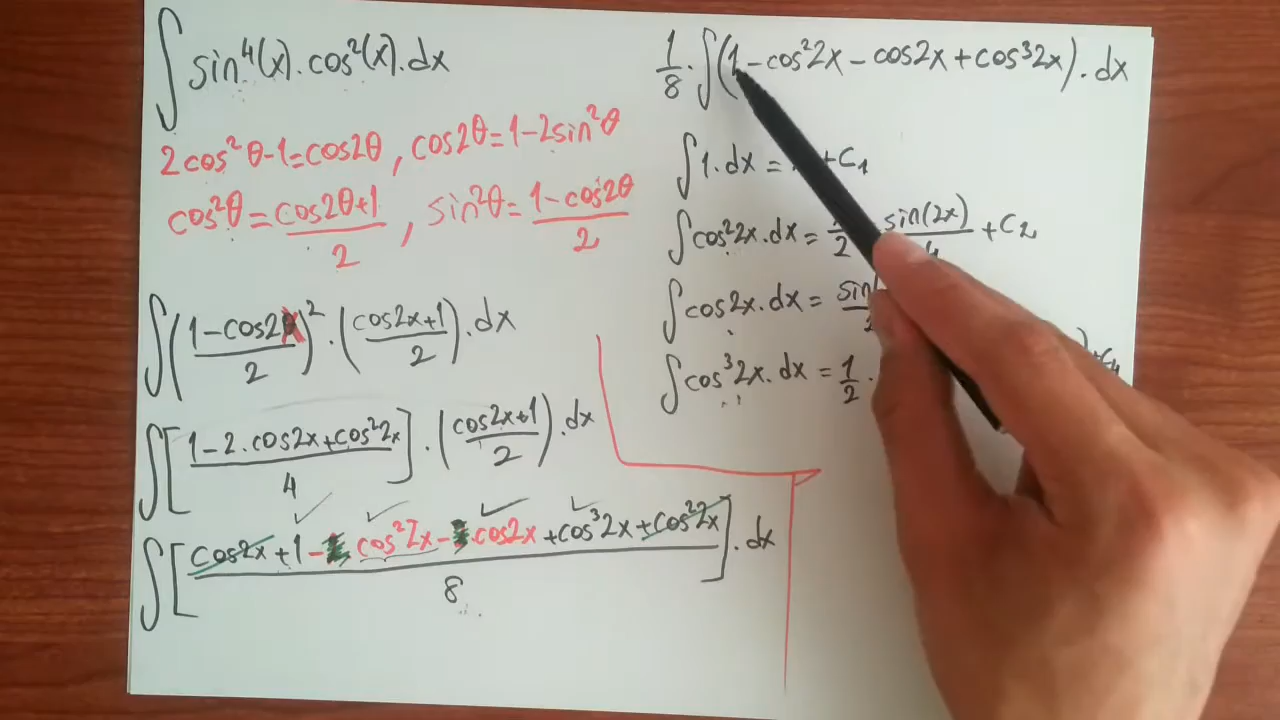 ∫ sin⁴(x).cos²(x).dx
2cos²θ-1=cos2θ, cos2θ=1-2sin²θ
cos²θ=(cos2θ+1)/2, sin²θ=(1-cos2θ)/2
∫((1-cos2x)/2)².((cos2x+1)/2).dx
∫[(1-2.cos2x+cos²2x)/4].((cos2x+1)/2).dx
∫[(cos2x+1-cos²2x-cos2x+cos³2x+cos²2x)/8].dx
1/8.∫(1-cos²2x-cos2x+cos³2x).dx
∫1.dx= +C₁
∫cos²2x.dx= sin(2x) +C₂
∫cos2x.dx= sin
∫cos³2x.dx=1/2.